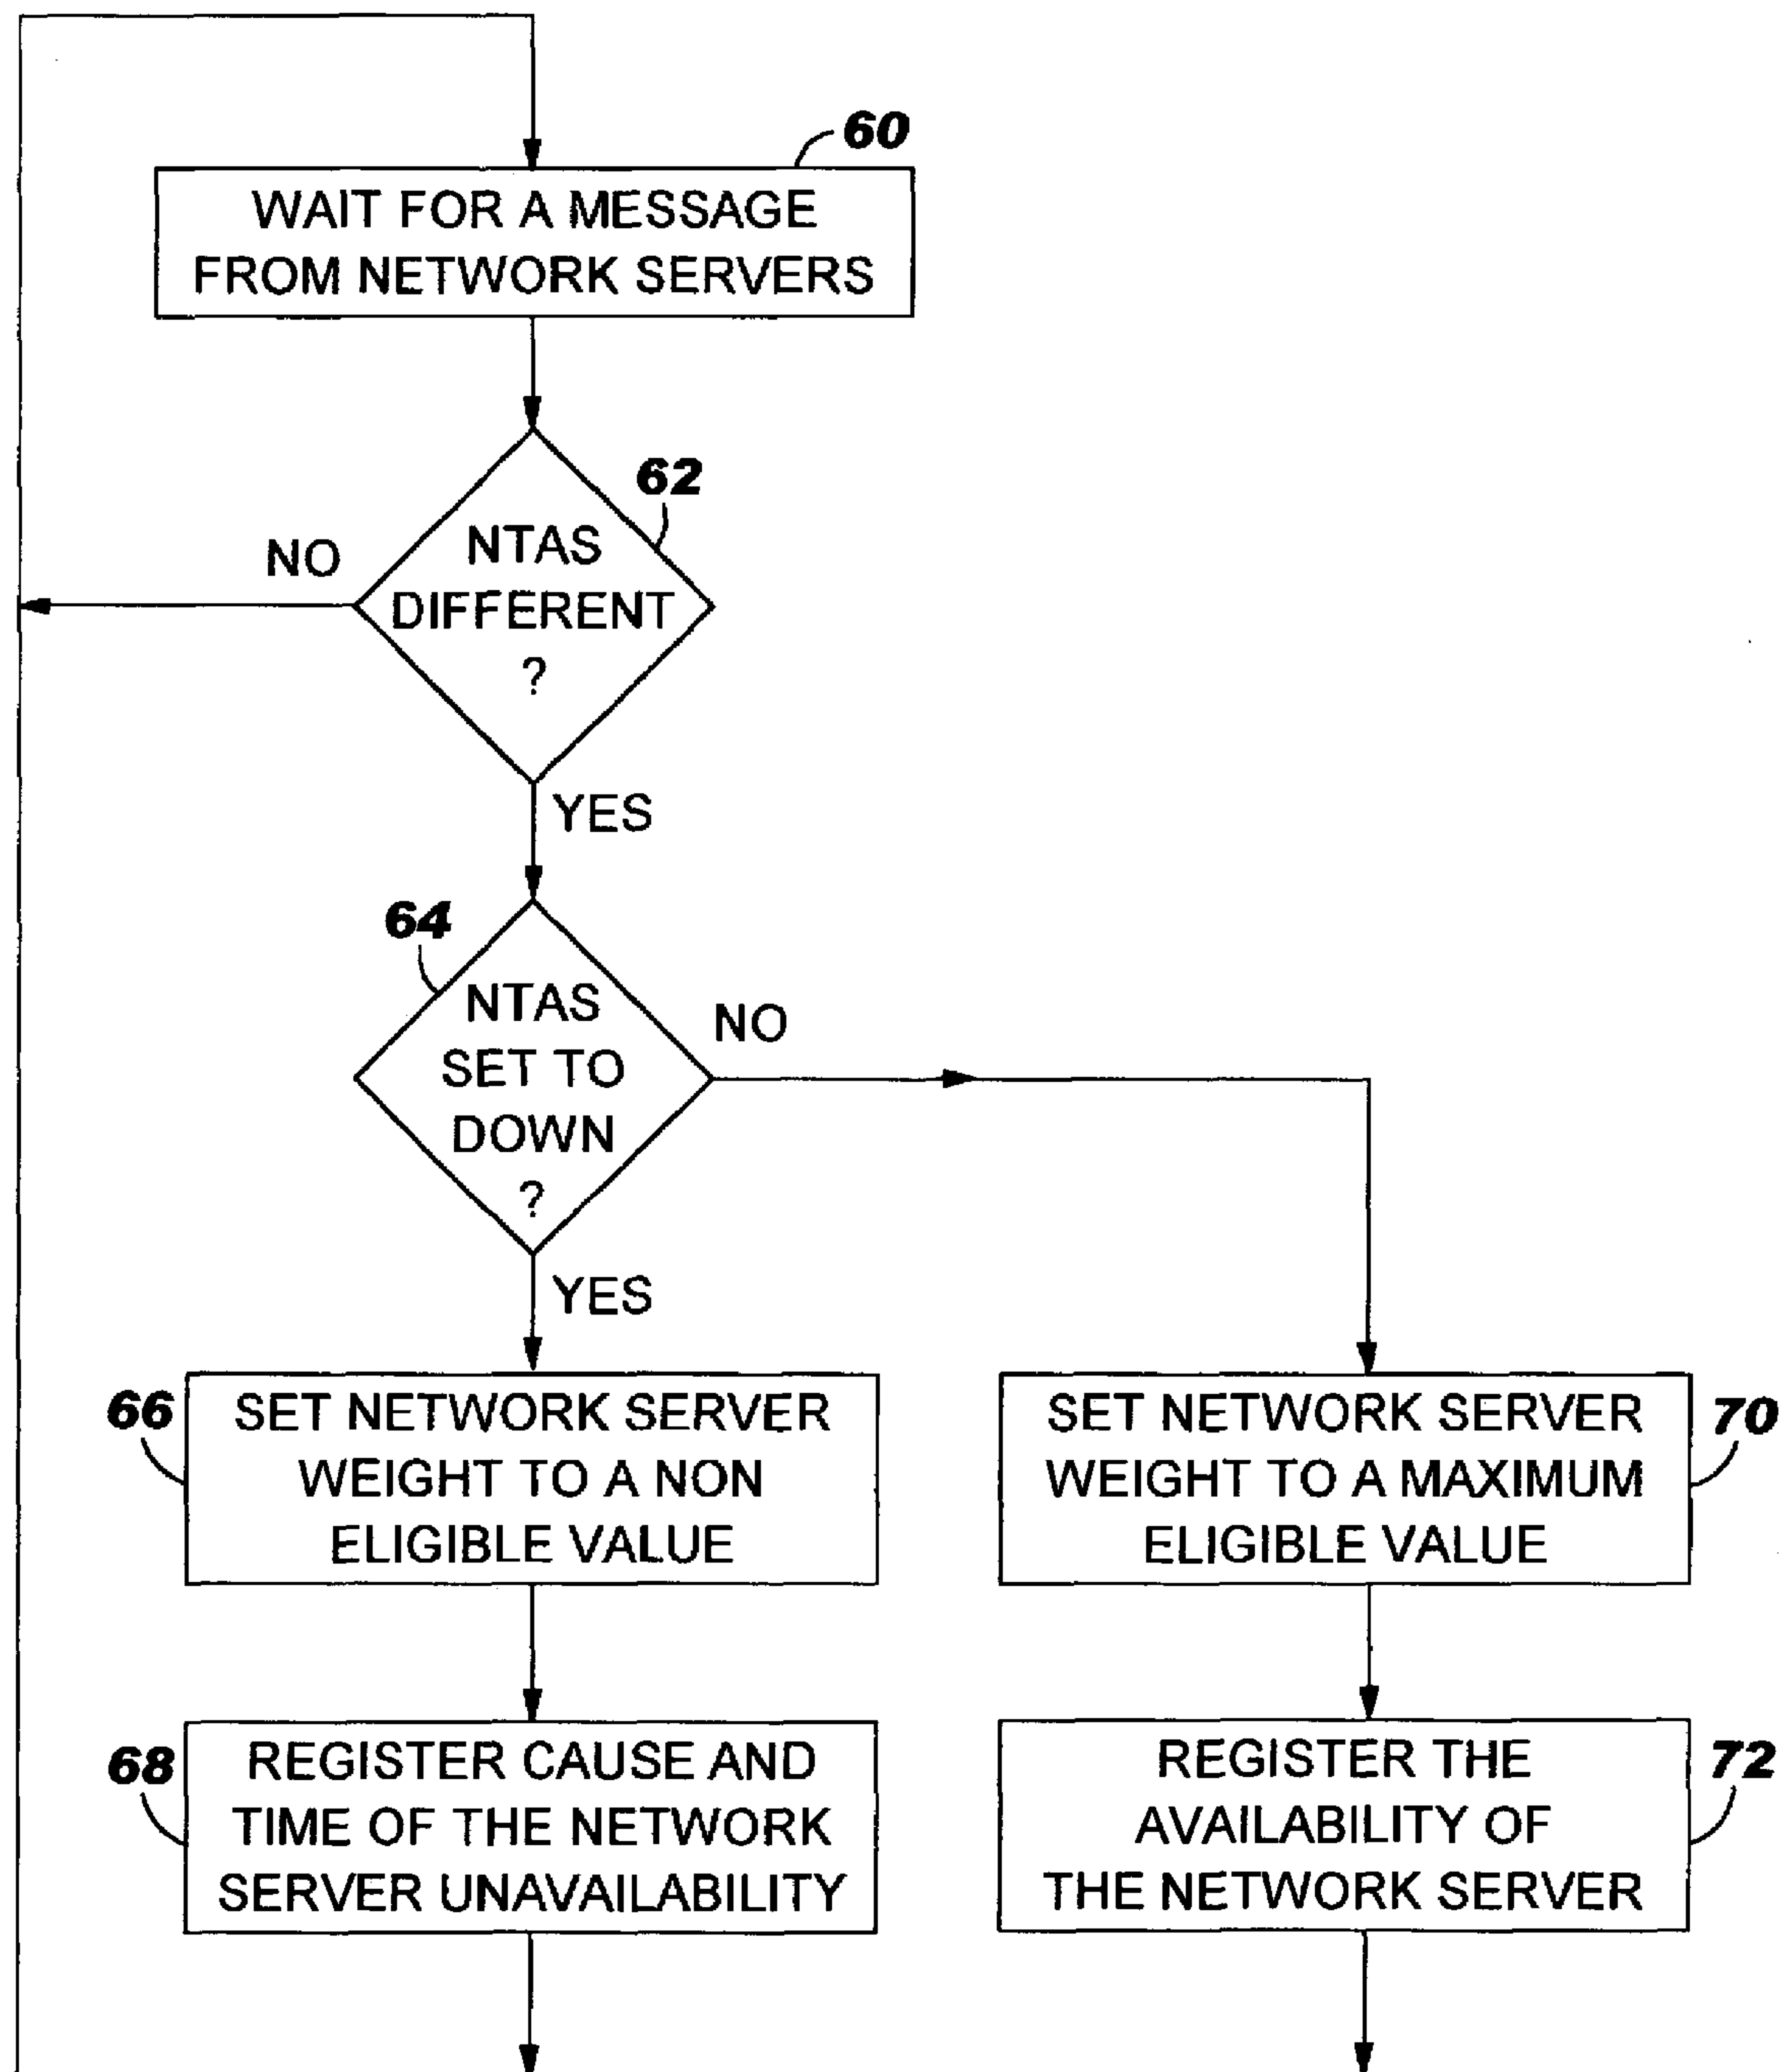 60
WAIT FOR A MESSAGE
FROM NETWORK SERVERS
62
NTAS
DIFFERENT
?
NO
YES
64
NTAS
SET TO
DOWN
?
NO
YES
66
SET NETWORK SERVER
WEIGHT TO A NON
ELIGIBLE VALUE
70
SET NETWORK SERVER
WEIGHT TO A MAXIMUM
ELIGIBLE VALUE
68
REGISTER CAUSE AND
TIME OF THE NETWORK
SERVER UNAVAILABILITY
72
REGISTER THE
AVAILABILITY OF
THE NETWORK SERVER